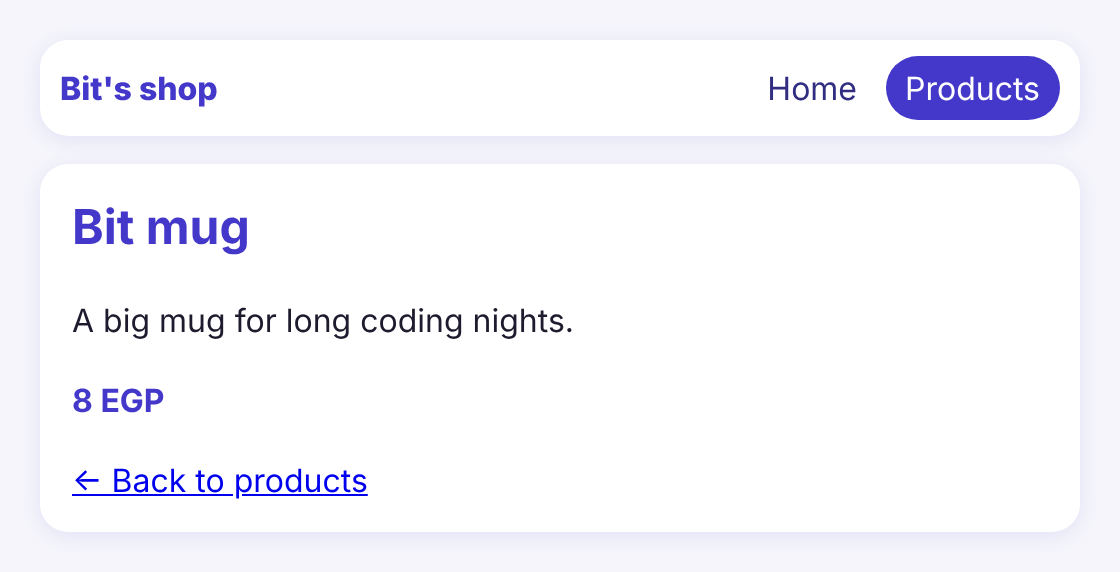 Bit's shop
Home
Products
Bit mug
A big mug for long coding nights.
8 EGP
← Back to products